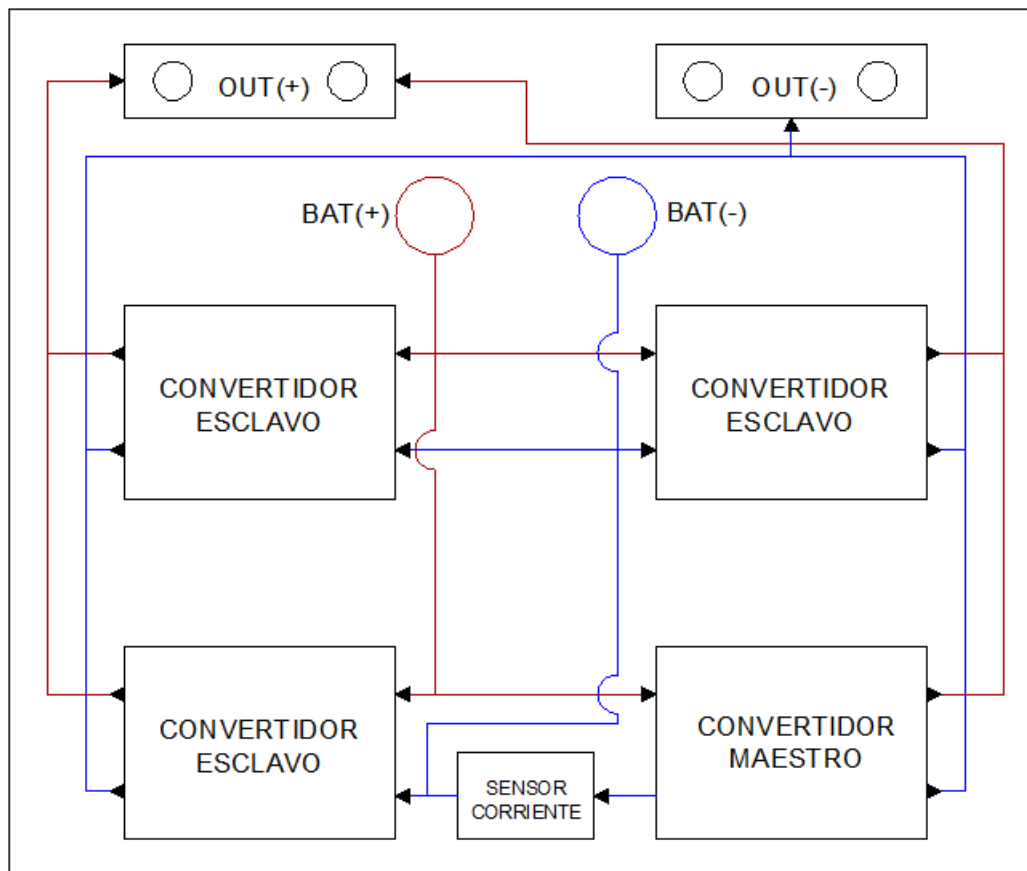 OUT(+)
OUT(-)
BAT(+)
BAT(-)
CONVERTIDOR
ESCLAVO
CONVERTIDOR
ESCLAVO
CONVERTIDOR
ESCLAVO
SENSOR
CORRIENTE
CONVERTIDOR
MAESTRO